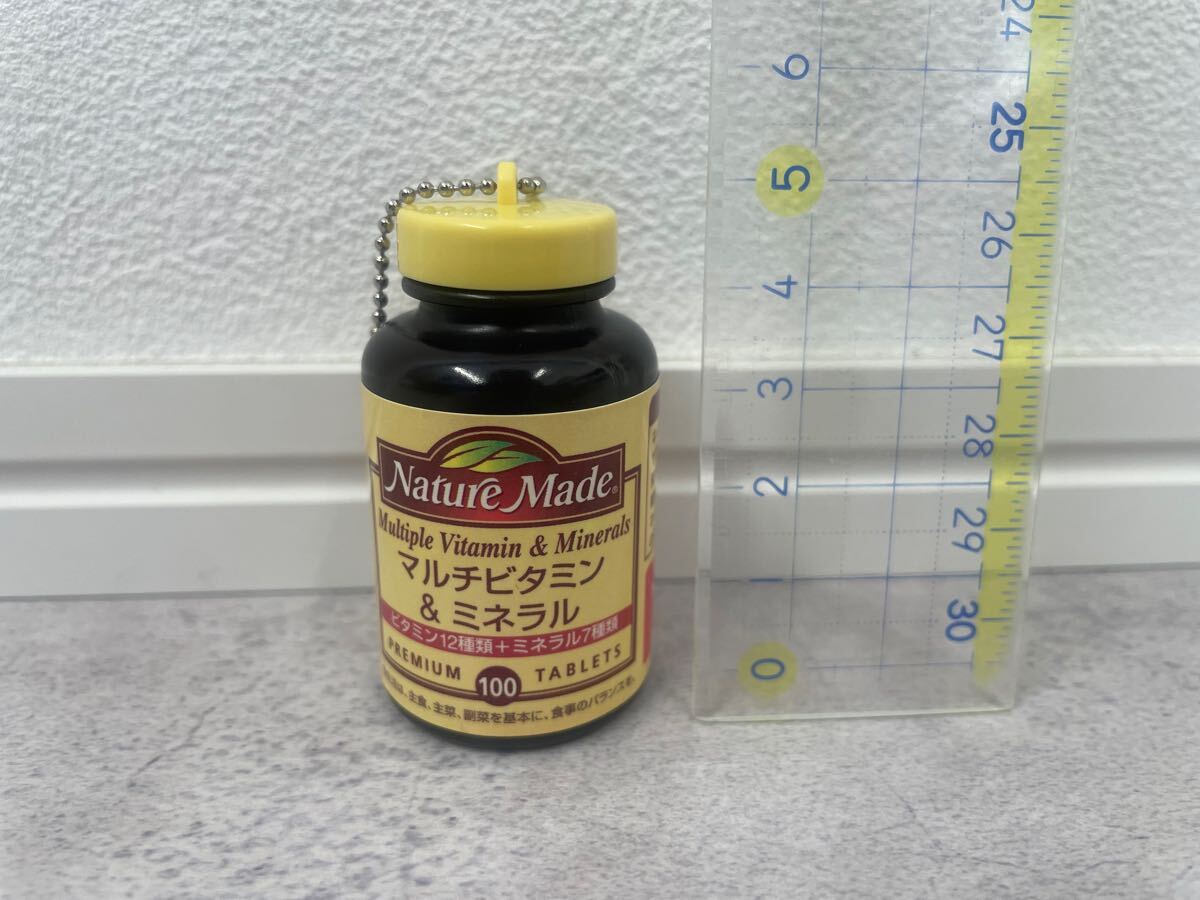 Nature Made®
Multiple Vitamin & Minerals
マルチビタミン
& ミネラル
ビタミン12種類+ミネラル7種類
PREMIUM 100 TABLETS
主食、主菜、副菜を基本に、食事のバランスを。
24
6
25
5
26
4
27
3
28
2
29
1
30
0